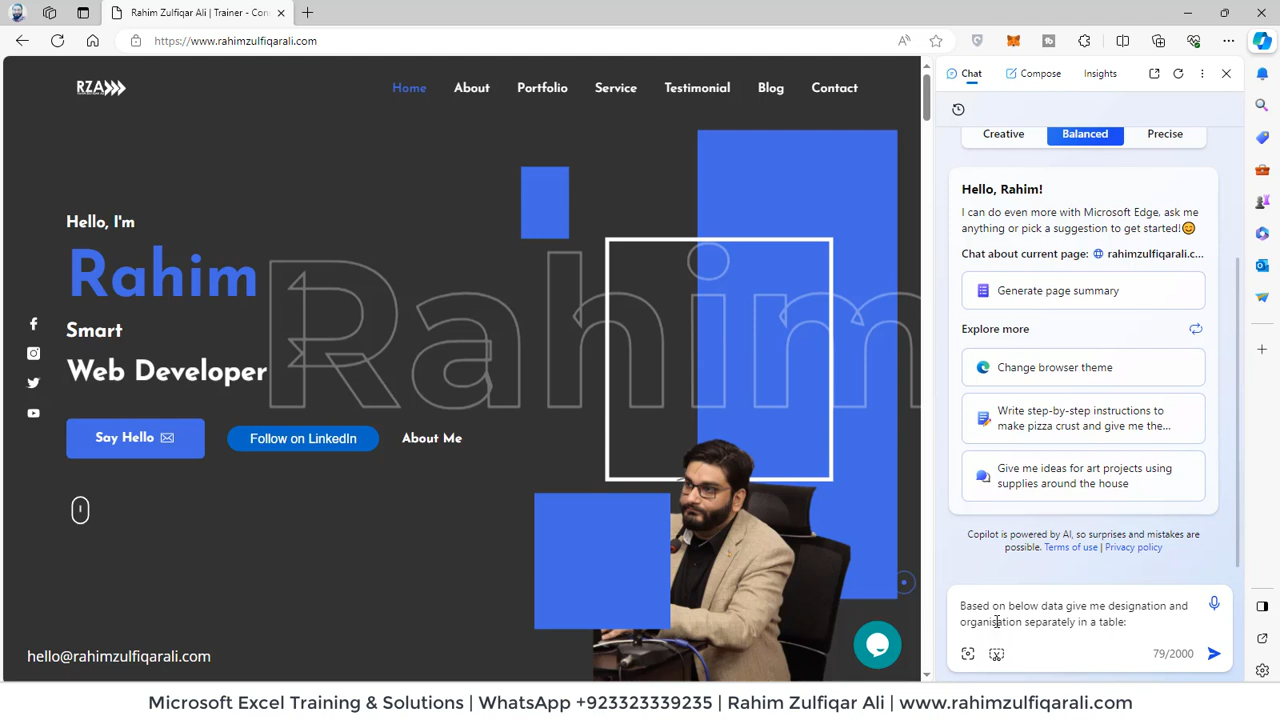 Rahim Zulfiqar Ali | Trainer - Con
https://www.rahimzulfiqarali.com
RZA
Home
About
Portfolio
Service
Testimonial
Blog
Contact
Hello, I'm
Rahim
Rahim
Smart
Web Developer
Say Hello
Follow on LinkedIn
About Me
hello@rahimzulfiqarali.com
Chat
Compose
Insights
Creative
Balanced
Precise
Hello, Rahim!
I can do even more with Microsoft Edge, ask me
anything or pick a suggestion to get started!
Chat about current page: rahimzulfiqarali.c...
Generate page summary
Explore more
Change browser theme
Write step-by-step instructions to
make pizza crust and give me the...
Give me ideas for art projects using
supplies around the house
Copilot is powered by AI, so surprises and mistakes are
possible. Terms of use | Privacy policy
Based on below data give me designation and
organisation separately in a table:
79/2000
Microsoft Excel Training & Solutions | WhatsApp +923323339235 | Rahim Zulfiqar Ali | www.rahimzulfiqarali.com